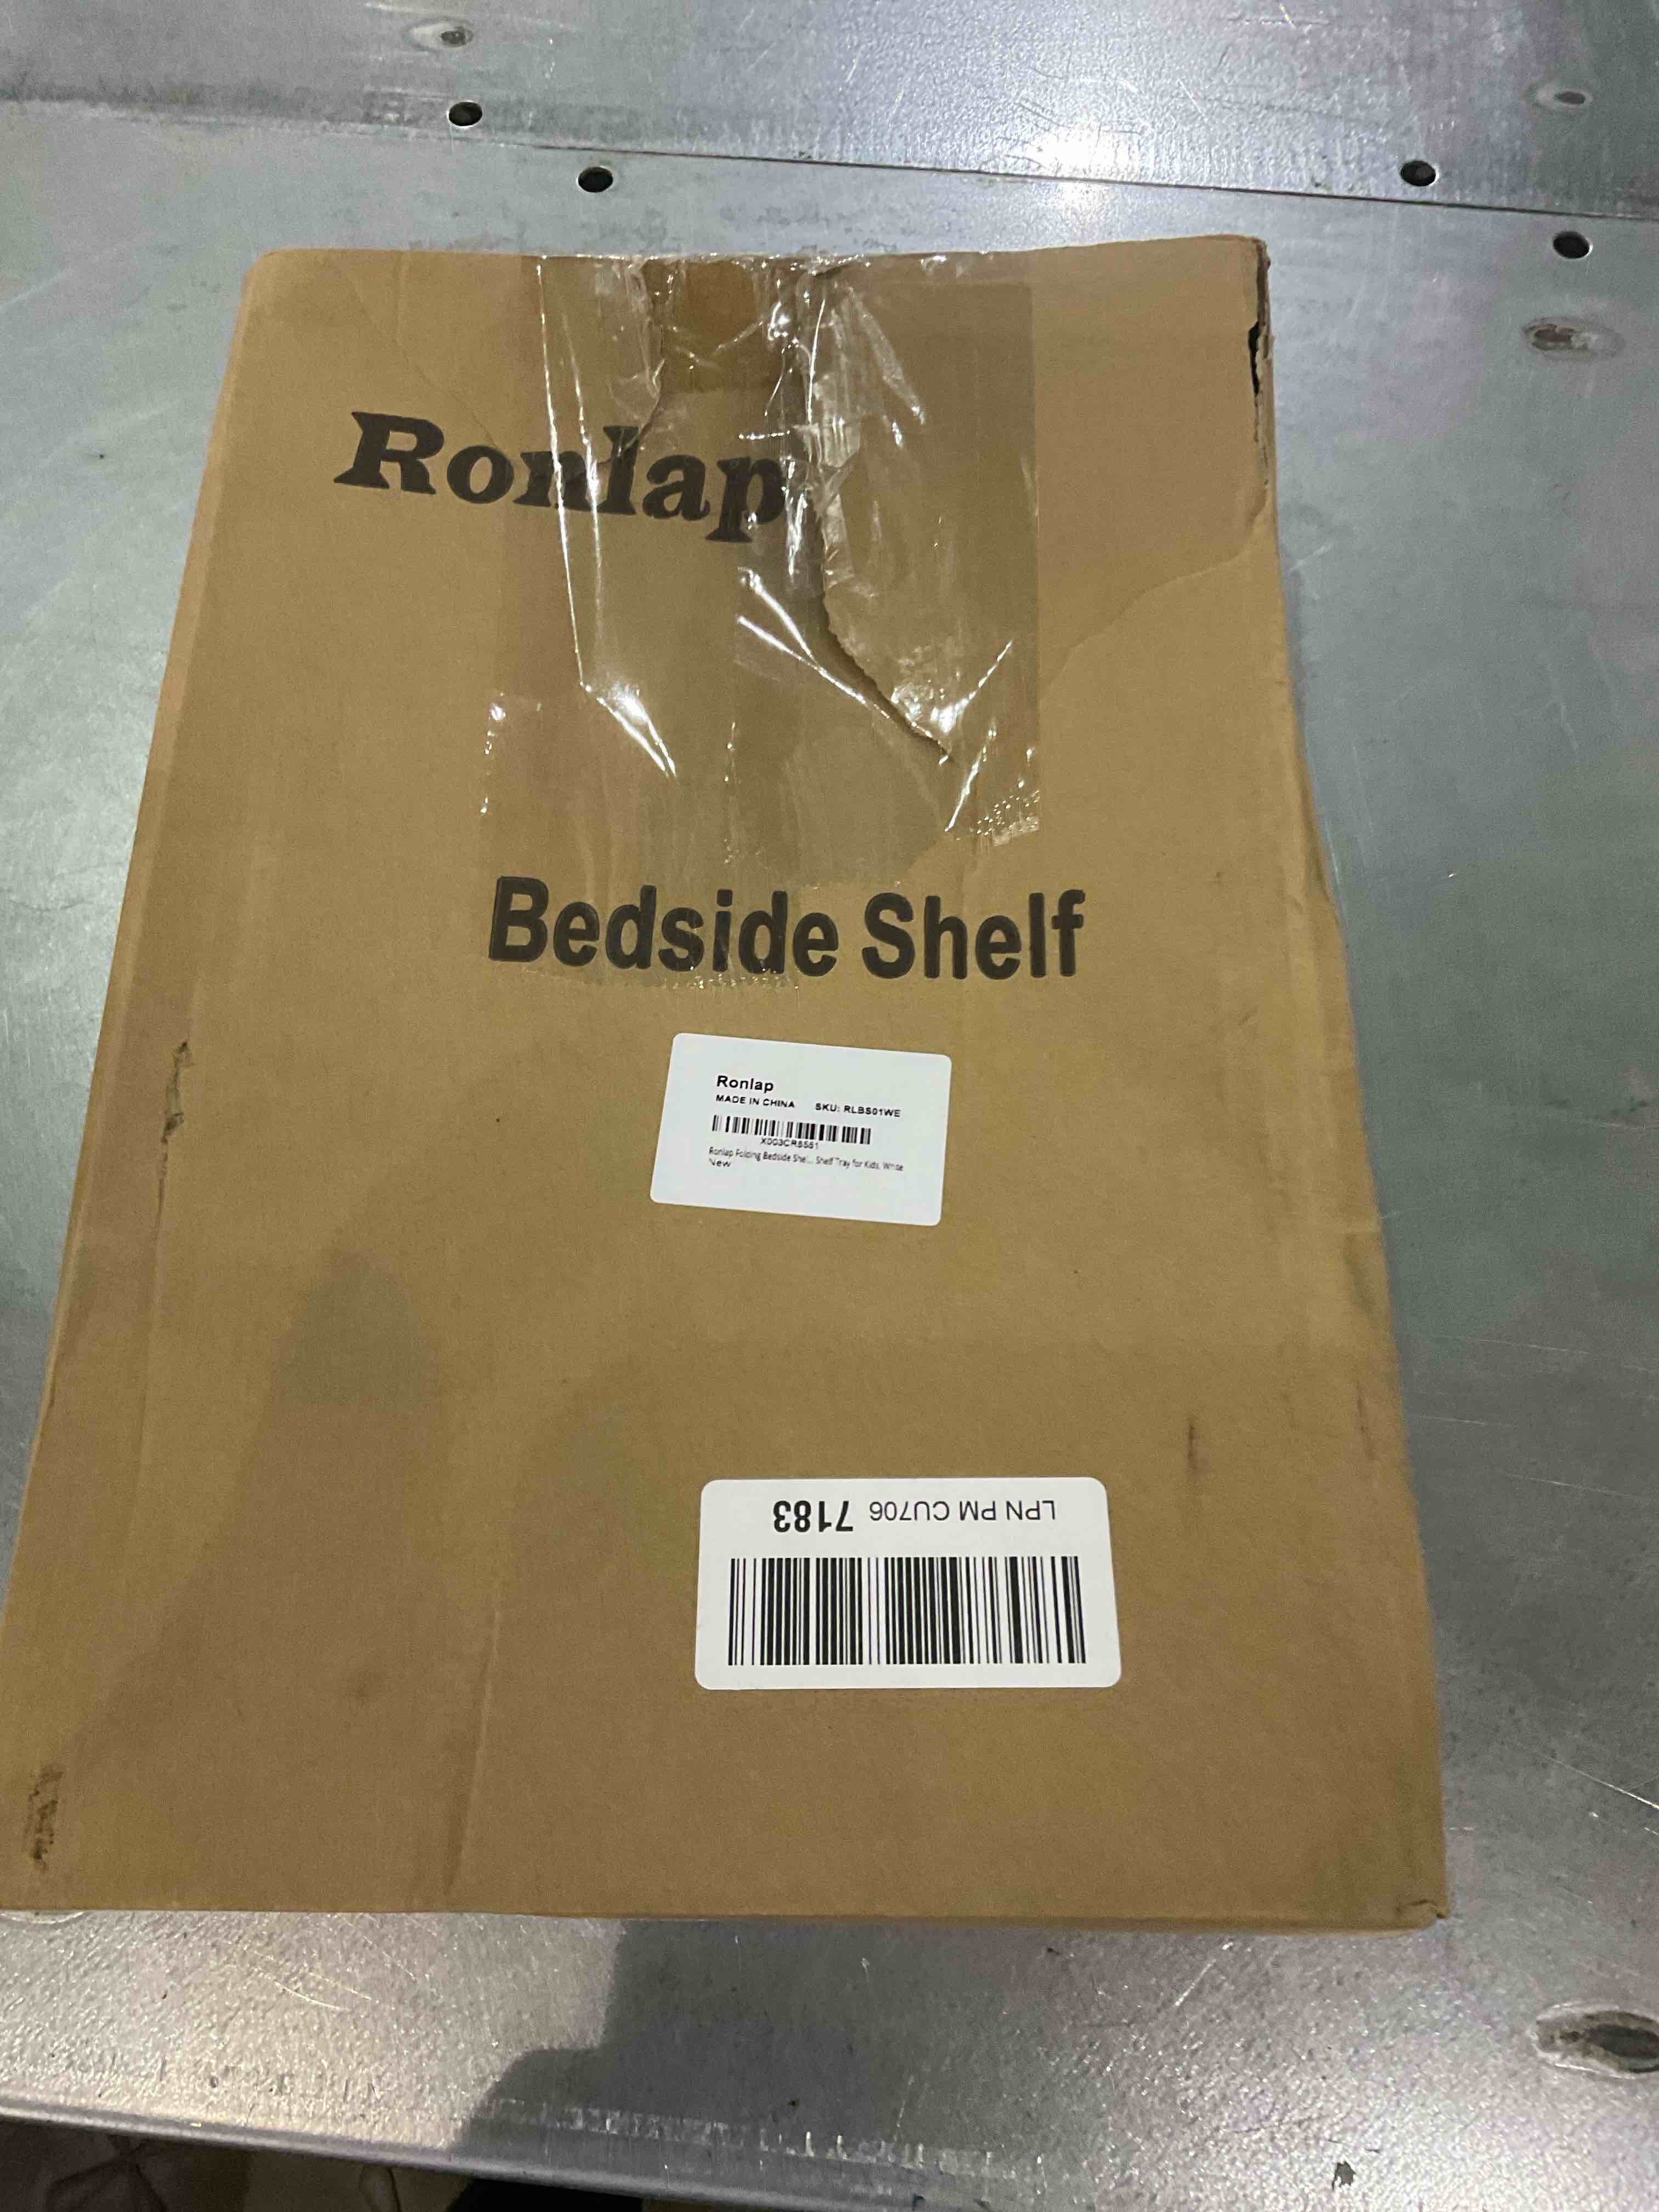 Ronlap
Bedside Shelf
Ronlap
MADE IN CHINA SKU: RLBS01WE
X003CR5551
Ronlap Folding Bedside Shel... Shelf Tray for Kids, White
New
LPN PM CU706 7183